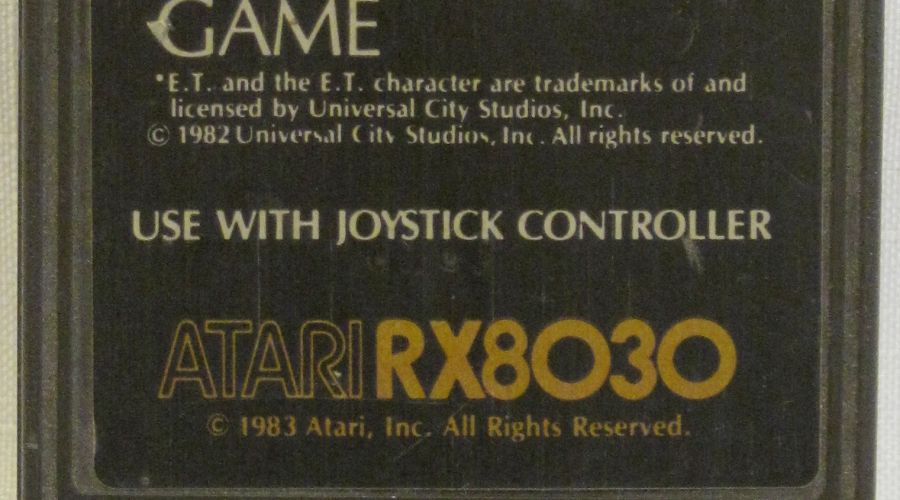 GAME
*E.T. and the E.T. character are trademarks of and
licensed by Universal City Studios, Inc.
© 1982 Universal City Studios, Inc. All rights reserved.
USE WITH JOYSTICK CONTROLLER
ATARI RX8030
© 1983 Atari, Inc. All Rights Reserved.